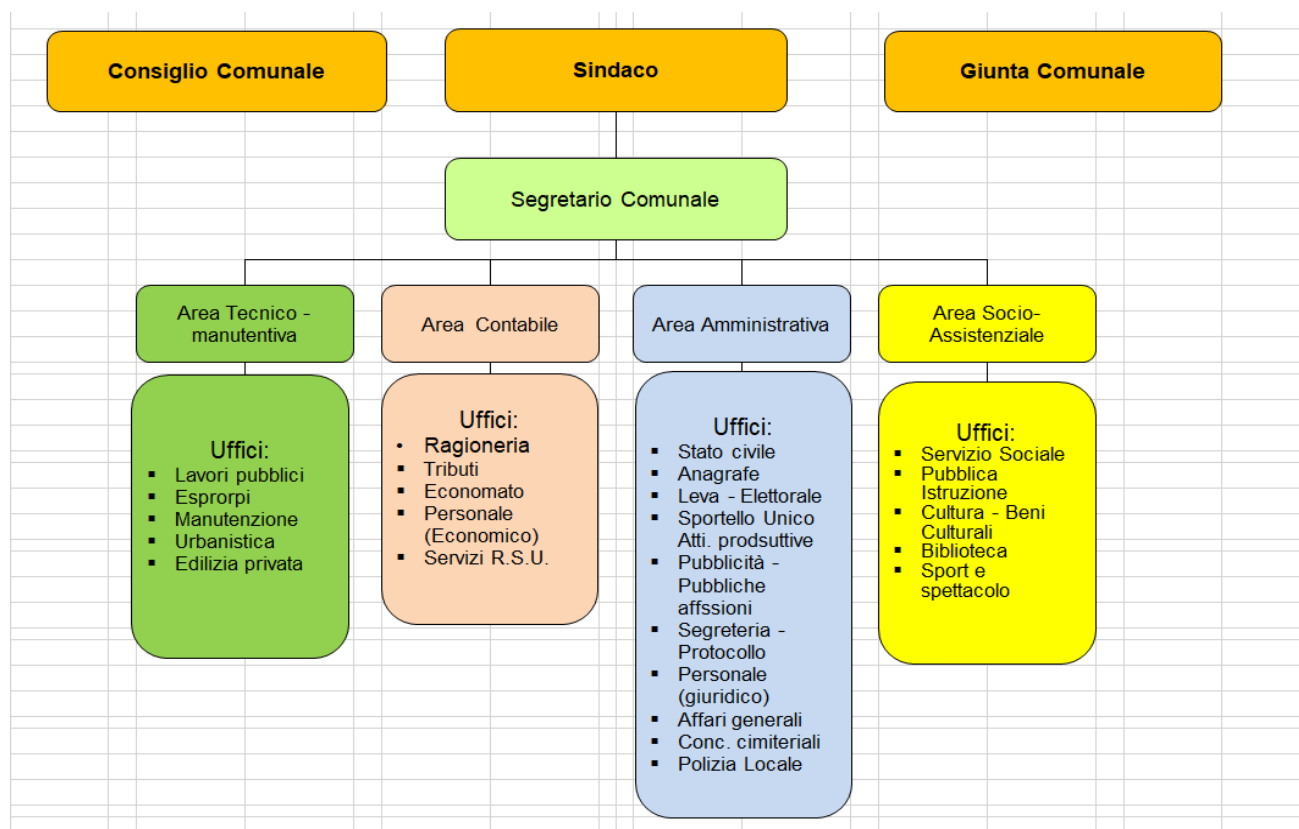 Consiglio Comunale
Sindaco
Giunta Comunale
Segretario Comunale
Area Tecnico -
manutentiva
Area Contabile
Area Amministrativa
Area Socio-
Assistenziale
Uffici:
▪ Lavori pubblici
▪ Esprorpi
▪ Manutenzione
▪ Urbanistica
▪ Edilizia privata
Uffici:
• Ragioneria
▪ Tributi
▪ Economato
▪ Personale
(Economico)
▪ Servizi R.S.U.
Uffici:
▪ Stato civile
▪ Anagrafe
▪ Leva - Elettorale
▪ Sportello Unico
Atti. prodsuttive
▪ Pubblicità -
Pubbliche
affssioni
▪ Segreteria -
Protocollo
▪ Personale
(giuridico)
▪ Affari generali
▪ Conc. cimiteriali
▪ Polizia Locale
Uffici:
▪ Servizio Sociale
▪ Pubblica
Istruzione
▪ Cultura - Beni
Culturali
▪ Biblioteca
▪ Sport e
spettacolo